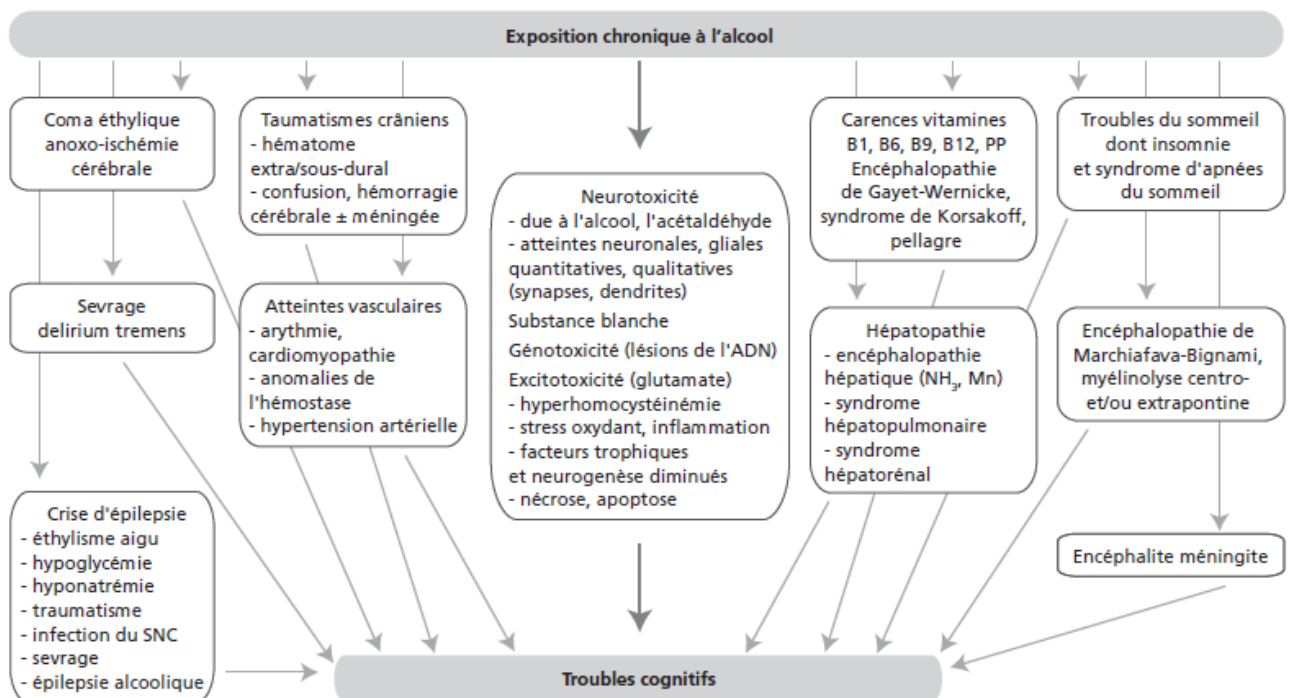 Exposition chronique à l'alcool
Coma éthylique
anoxo-ischémie
cérébrale
Taumatismes crâniens
- hématome
extra/sous-dural
- confusion, hémorragie
cérébrale ± méningée
Neurotoxicité
- due à l'alcool, l'acétaldéhyde
- atteintes neuronales, gliales
quantitatives, qualitatives
(synapses, dendrites)
Substance blanche
Génotoxicité (lésions de l'ADN)
Excitotoxicité (glutamate)
- hyperhomocystéinémie
- stress oxydant, inflammation
- facteurs trophiques
et neurogenèse diminués
- nécrose, apoptose
Carences vitamines
B1, B6, B9, B12, PP
Encéphalopathie
de Gayet-Wernicke,
syndrome de Korsakoff,
pellagre
Troubles du sommeil
dont insomnie
et syndrome d'apnées
du sommeil
Sevrage
delirium tremens
Atteintes vasculaires
- arythmie,
cardiomyopathie
- anomalies de
l'hémostase
- hypertension artérielle
Hépatopathie
- encéphalopathie
hépatique (NH₃, Mn)
- syndrome
hépatopulmonaire
- syndrome
hépatorénal
Encéphalopathie de
Marchiafava-Bignami,
myélinolyse centro-
et/ou extrapontine
Crise d'épilepsie
- éthylisme aigu
- hypoglycémie
- hyponatrémie
- traumatisme
- infection du SNC
- sevrage
- épilepsie alcoolique
Encéphalite méningite
Troubles cognitifs